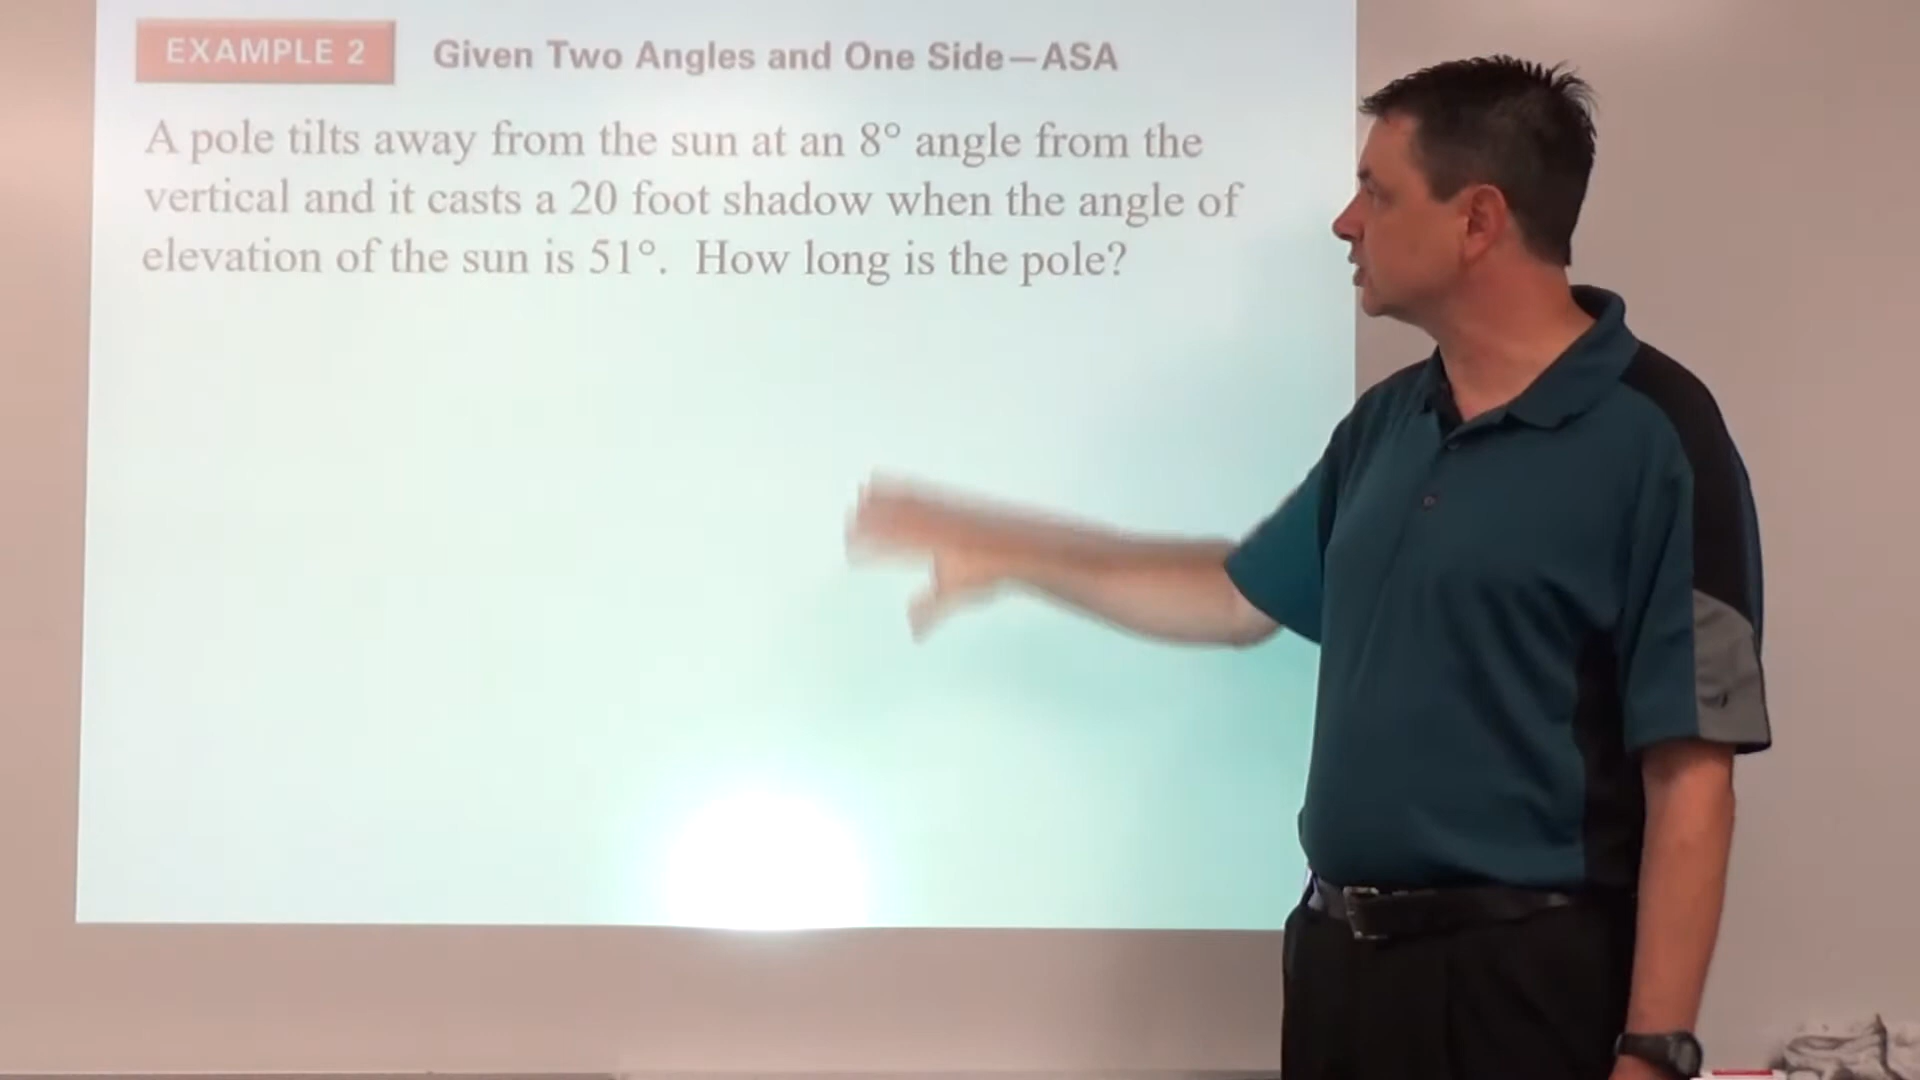 EXAMPLE 2 Given Two Angles and One Side—ASA
A pole tilts away from the sun at an 8° angle from the
vertical and it casts a 20 foot shadow when the angle of
elevation of the sun is 51°. How long is the pole?